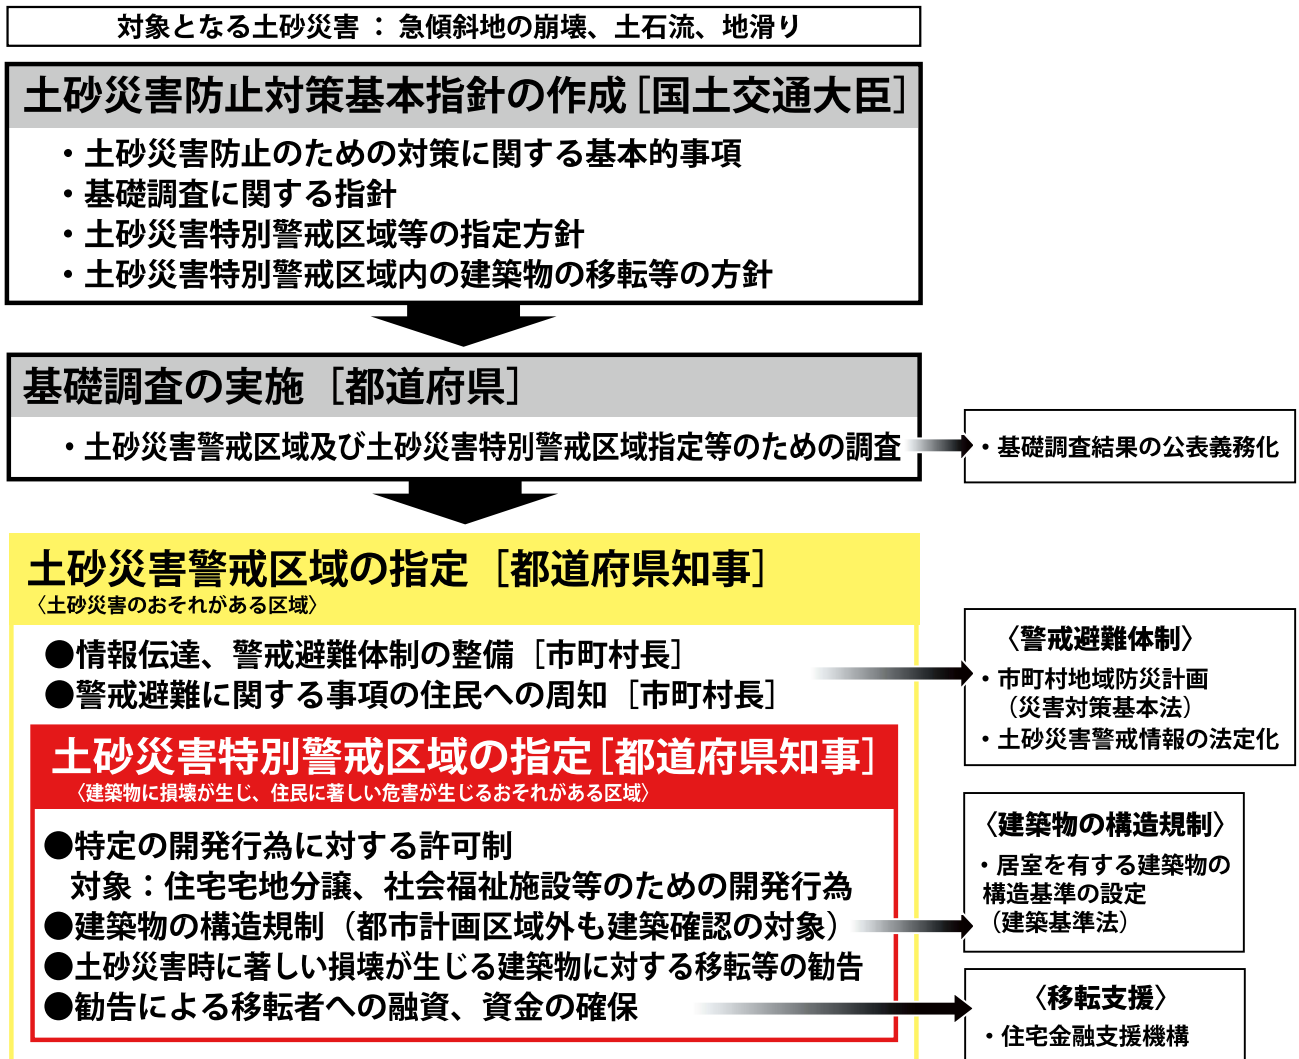 対象となる土砂災害 ： 急傾斜地の崩壊、土石流、地滑り
土砂災害防止対策基本指針の作成［国土交通大臣］
・土砂災害防止のための対策に関する基本的事項
・基礎調査に関する指針
・土砂災害特別警戒区域等の指定方針
・土砂災害特別警戒区域内の建築物の移転等の方針
基礎調査の実施［都道府県］
・土砂災害警戒区域及び土砂災害特別警戒区域指定等のための調査
・基礎調査結果の公表義務化
土砂災害警戒区域の指定［都道府県知事］
〈土砂災害のおそれがある区域〉
●情報伝達、警戒避難体制の整備［市町村長］
●警戒避難に関する事項の住民への周知［市町村長］
〈警戒避難体制〉
・市町村地域防災計画
（災害対策基本法）
・土砂災害警戒情報の法定化
土砂災害特別警戒区域の指定［都道府県知事］
〈建築物に損壊が生じ、住民に著しい危害が生じるおそれがある区域〉
●特定の開発行為に対する許可制
対象：住宅宅地分譲、社会福祉施設等のための開発行為
●建築物の構造規制（都市計画区域外も建築確認の対象）
●土砂災害時に著しい損壊が生じる建築物に対する移転等の勧告
●勧告による移転者への融資、資金の確保
〈建築物の構造規制〉
・居室を有する建築物の
構造基準の設定
（建築基準法）
〈移転支援〉
・住宅金融支援機構